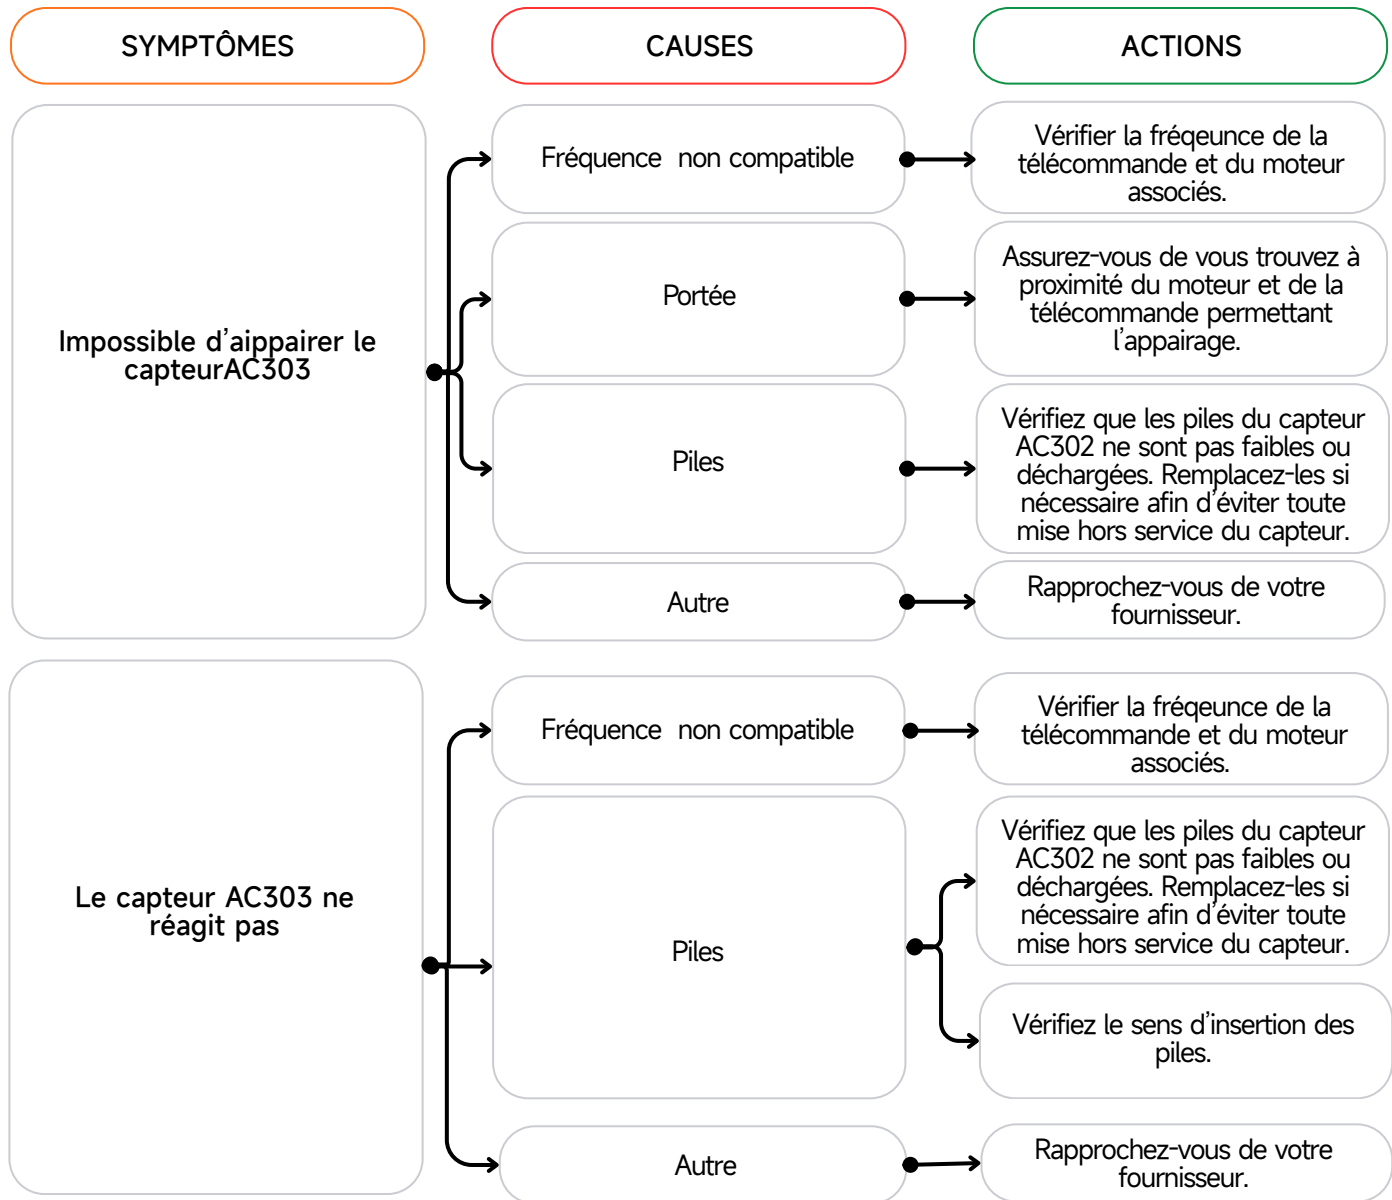 SYMPTÔMES
CAUSES
ACTIONS
Impossible d'aippairer le
capteurAC303
Fréquence non compatible
Vérifier la fréqeunce de la
télécommande et du moteur
associés.
Portée
Assurez-vous de vous trouvez à
proximité du moteur et de la
télécommande permettant
l'appairage.
Piles
Vérifiez que les piles du capteur
AC302 ne sont pas faibles ou
déchargées. Remplacez-les si
nécessaire afin d'éviter toute
mise hors service du capteur.
Autre
Rapprochez-vous de votre
fournisseur.
Le capteur AC303 ne
réagit pas
Fréquence non compatible
Vérifier la fréqeunce de la
télécommande et du moteur
associés.
Piles
Vérifiez que les piles du capteur
AC302 ne sont pas faibles ou
déchargées. Remplacez-les si
nécessaire afin d'éviter toute
mise hors service du capteur.
Vérifiez le sens d'insertion des
piles.
Autre
Rapprochez-vous de votre
fournisseur.